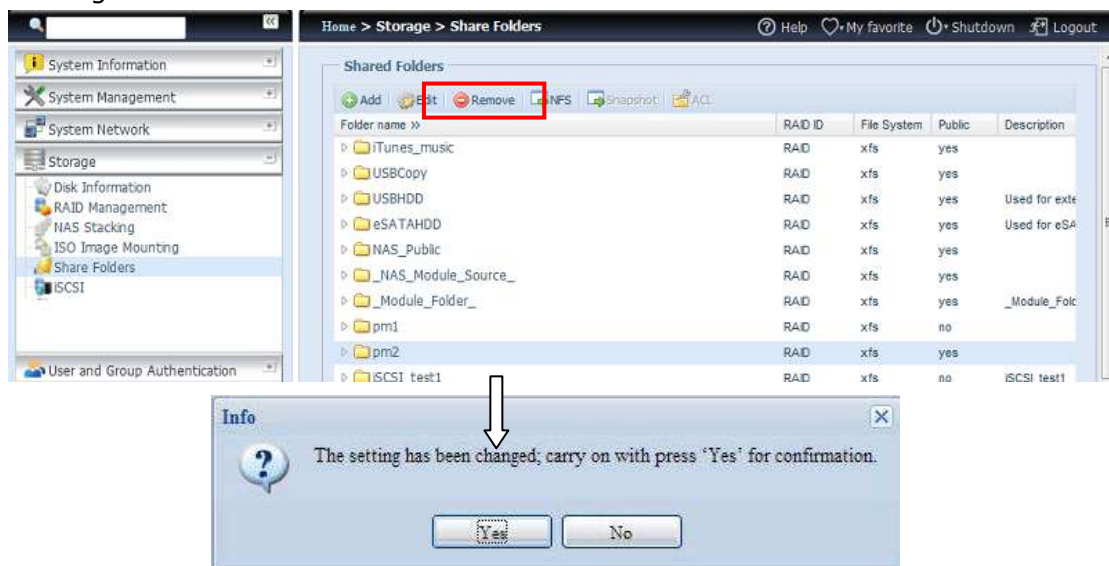 Home > Storage > Share Folders
Help My favorite Shutdown Logout
System Information
System Management
System Network
Storage
Disk Information
RAID Management
NAS Stacking
ISO Image Mounting
Share Folders
iSCSI
User and Group Authentication
Shared Folders
Add Edit Remove NFS Snapshot ACL
Folder name » RAID ID File System Public Description
iTunes_music RAID xfs yes
USBCopy RAID xfs yes
USBHDD RAID xfs yes Used for exte
eSATAHDD RAID xfs yes Used for eSA
NAS_Public RAID xfs yes
_NAS_Module_Source_ RAID xfs yes
_Module_Folder_ RAID xfs yes _Module_Folc
pm1 RAID xfs no
pm2 RAID xfs yes
iSCSI_test1 RAID xfs no iSCSI test1
Info
The setting has been changed; carry on with press ‘Yes’ for confirmation.
Yes No